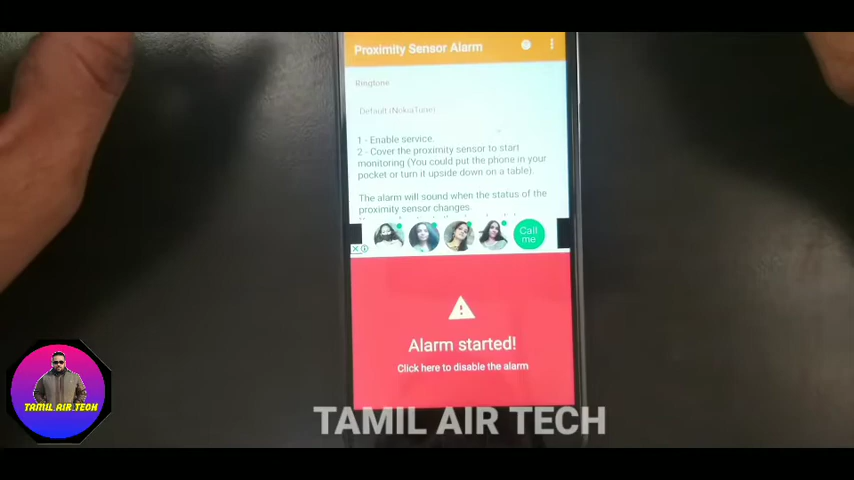 Proximity Sensor Alarm
Ringtone
Default (NokiaTune)
1 - Enable service.
2 - Cover the proximity sensor to start
monitoring (You could put the phone in your
pocket or turn it upside down on a table).
The alarm will sound when the status of the
proximity sensor changes.
Call
me
Alarm started!
Click here to disable the alarm
TAMIL AIR TECH
TAMIL AIR TECH